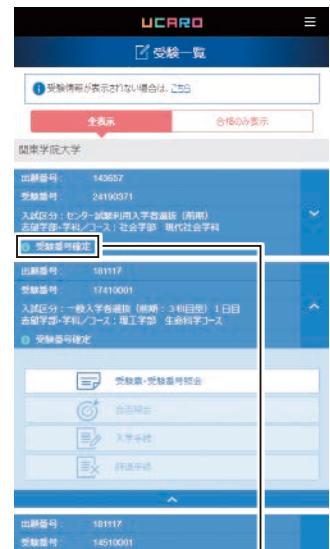 UCARO
受験一覧
受験情報が表示されない場合は、こちら
全表示
合格のみ表示
関東学院大学
出願番号: 143657
受験番号: 24190371
入試区分:センター試験利用入学者選抜(前期)
志望学部・学科/コース:社会学部 現代社会学科
受験番号確定
出願番号: 181117
受験番号: 17410001
入試区分:一般入学者選抜(前期:3科目型)1日目
志望学部・学科/コース:理工学部 生命科学コース
受験番号確定
受験票・受験番号照会
合否照会
入学手続
辞退手続
出願番号: 181117
受験番号: 14510001